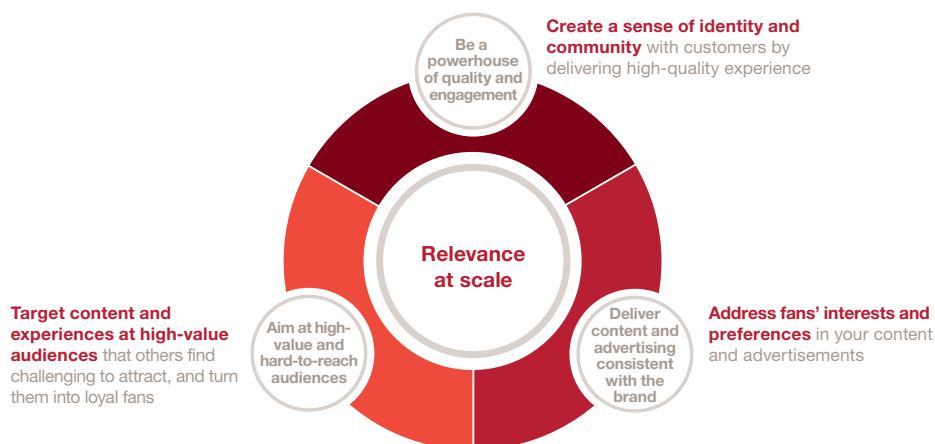 Be a
powerhouse
of quality and
engagement
Create a sense of identity and
community with customers by
delivering high-quality experience
Relevance
at scale
Target content and
experiences at high-value
audiences that others find
challenging to attract, and turn
them into loyal fans
Aim at high-
value and
hard-to-reach
audiences
Deliver
content and
advertising
consistent
with the
brand
Address fans’ interests and
preferences in your content
and advertisements